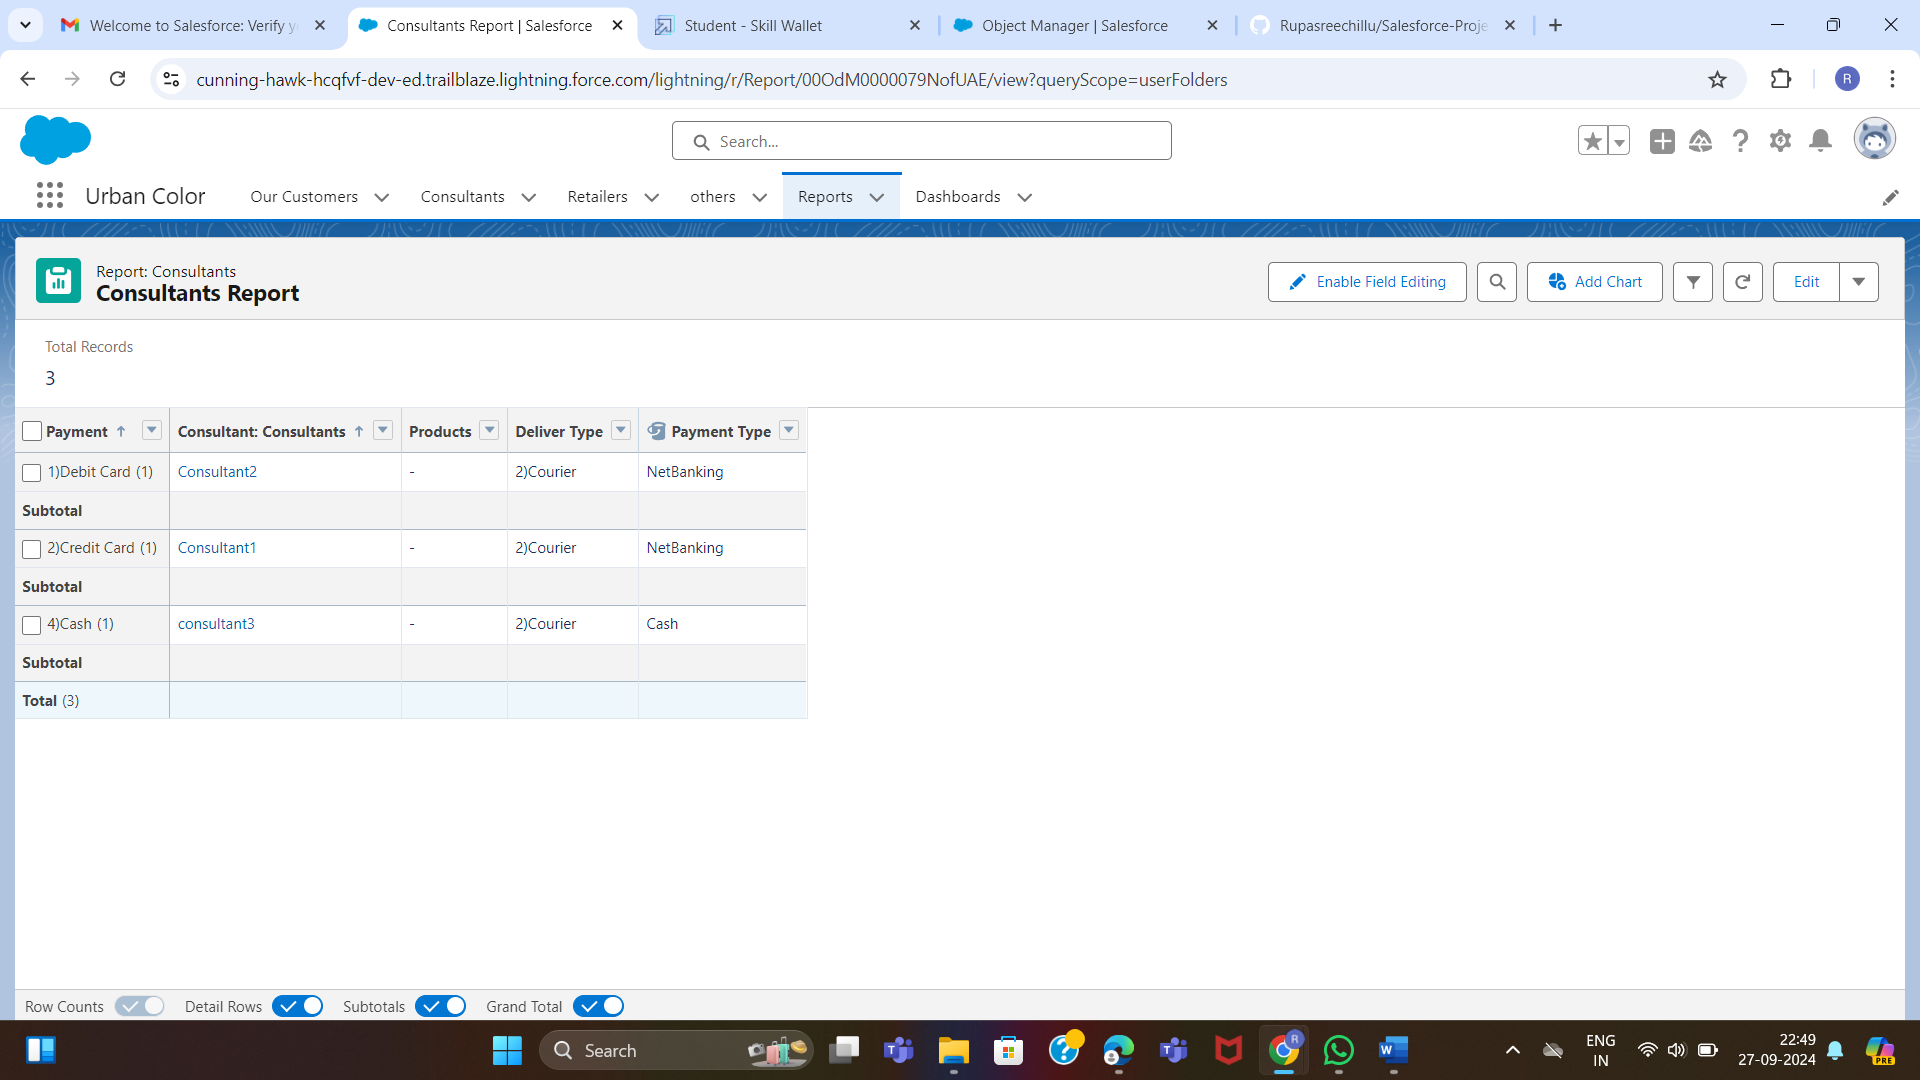 Welcome to Salesforce: Verify y
Consultants Report | Salesforce
Student - Skill Wallet
Object Manager | Salesforce
Rupasreechillu/Salesforce-Proje
cunning-hawk-hcqfvf-dev-ed.trailblaze.lightning.force.com/lightning/r/Report/00OdM0000079NofUAE/view?queryScope=userFolders
R
Search...
Urban Color
Our Customers
Consultants
Retailers
others
Reports
Dashboards
Report: Consultants
Consultants Report
Enable Field Editing
Add Chart
Edit
Total Records
3
Payment ↑ Consultant: Consultants ↑ Products Deliver Type Payment Type
1)Debit Card (1) Consultant2 - 2)Courier NetBanking
Subtotal
2)Credit Card (1) Consultant1 - 2)Courier NetBanking
Subtotal
4)Cash (1) consultant3 - 2)Courier Cash
Subtotal
Total (3)
Row Counts Detail Rows Subtotals Grand Total
Search
R
ENG
IN
22:49
27-09-2024
PRE